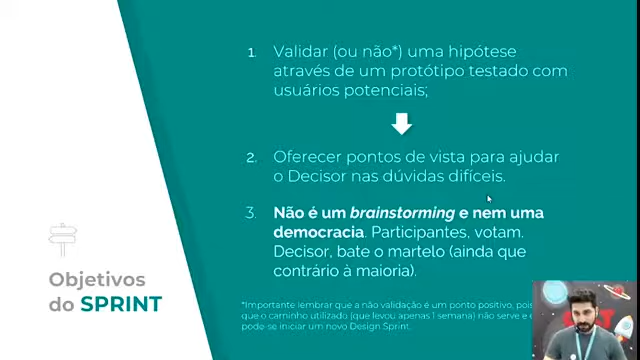 1. Validar (ou não*) uma hipótese
através de um protótipo testado com
usuários potenciais;
2. Oferecer pontos de vista para ajudar
o Decisor nas dúvidas difíceis.
3. Não é um brainstorming e nem uma
democracia. Participantes, votam.
Decisor, bate o martelo (ainda que
contrário à maioria).
Objetivos
do SPRINT
*Importante lembrar que a não validação é um ponto positivo, pois
que o caminho utilizado (que levou apenas 1 semana) não serve e
pode-se iniciar um novo Design Sprint.